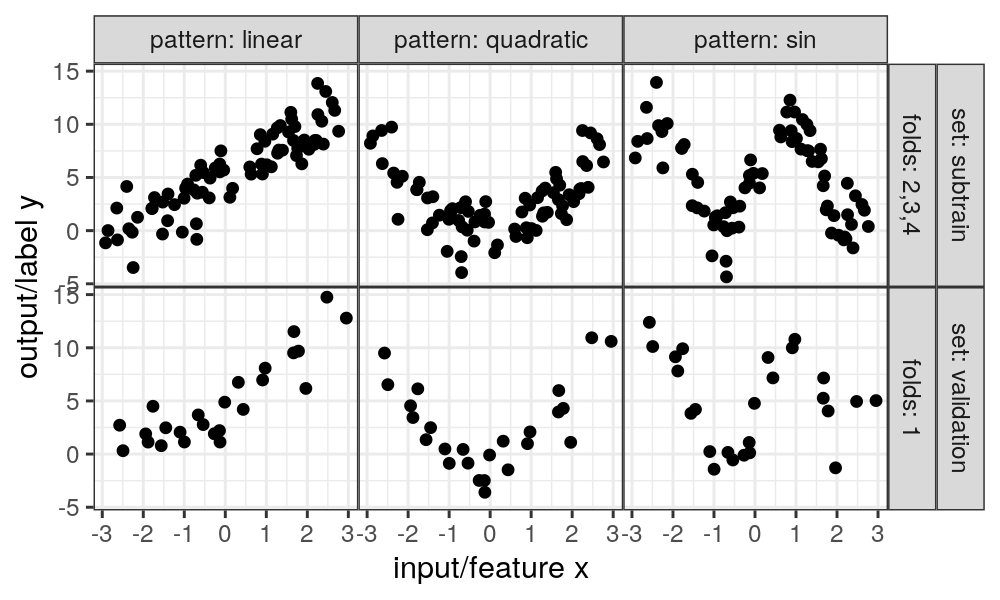 pattern: linear
pattern: quadratic
pattern: sin
output/label y
15
10
5
0
-5
folds: 2,3,4
set: subtrain
15
10
5
0
-5
folds: 1
set: validation
-3 -2 -1 0 1 2 3
-3 -2 -1 0 1 2 3
-3 -2 -1 0 1 2 3
input/feature x